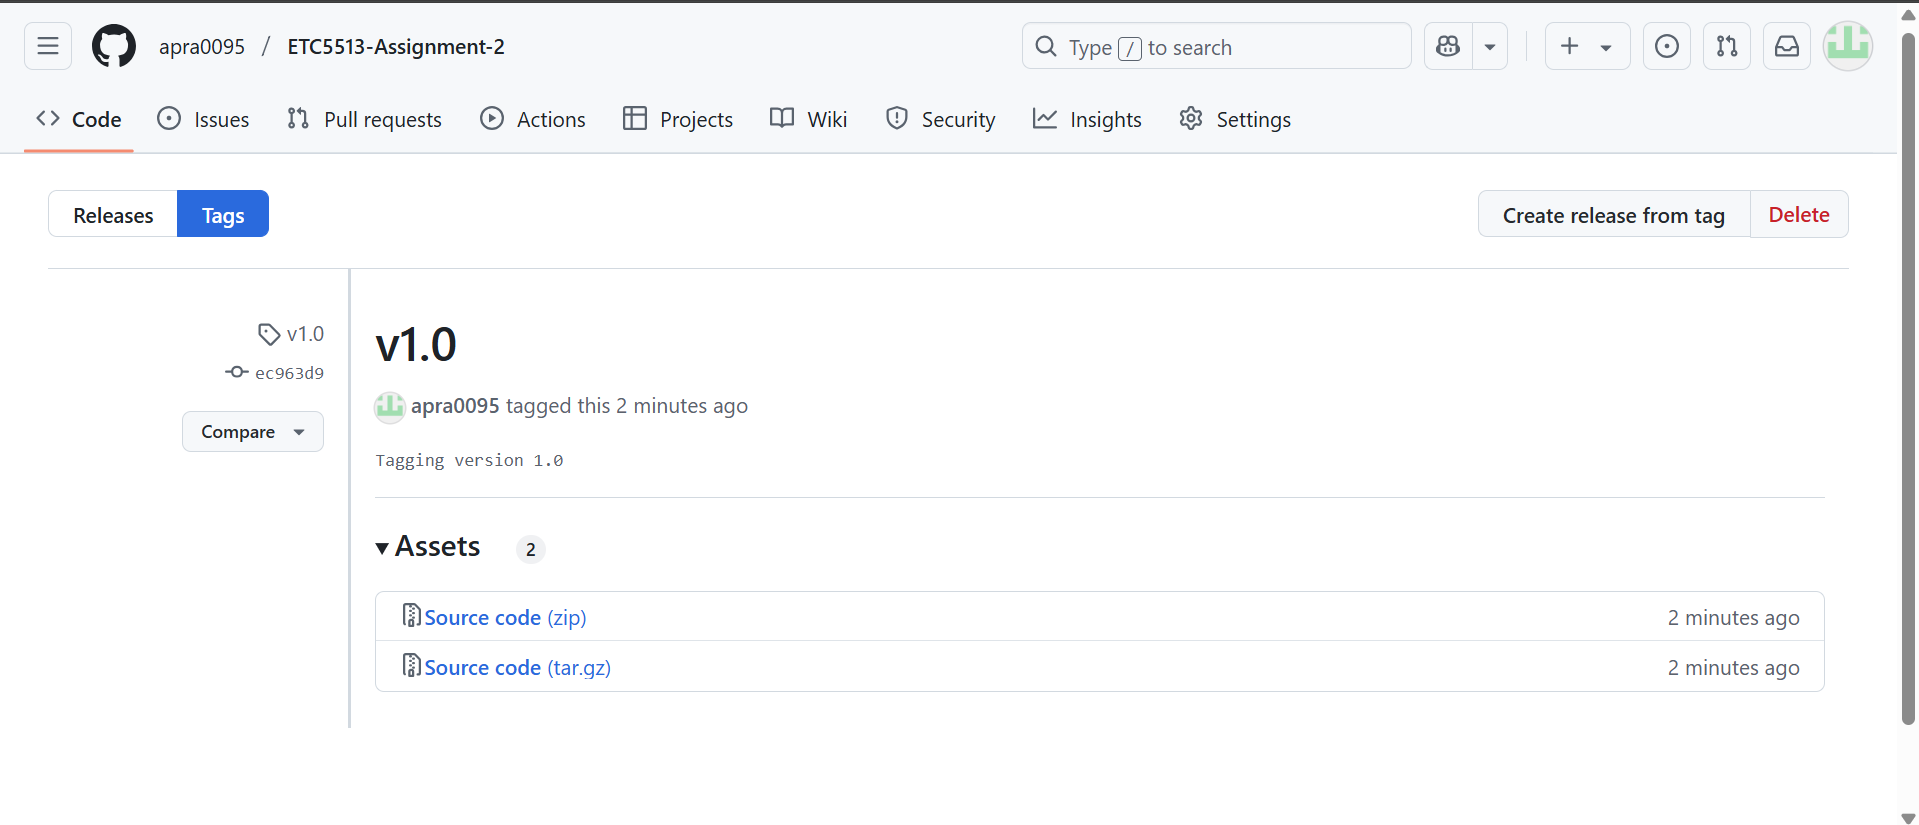 apra0095 / ETC5513-Assignment-2
Type / to search
Code Issues Pull requests Actions Projects Wiki Security Insights Settings
Releases Tags
Create release from tag Delete
v1.0
ec963d9
Compare
v1.0
apra0095 tagged this 2 minutes ago
Tagging version 1.0
Assets 2
Source code (zip) 2 minutes ago
Source code (tar.gz) 2 minutes ago